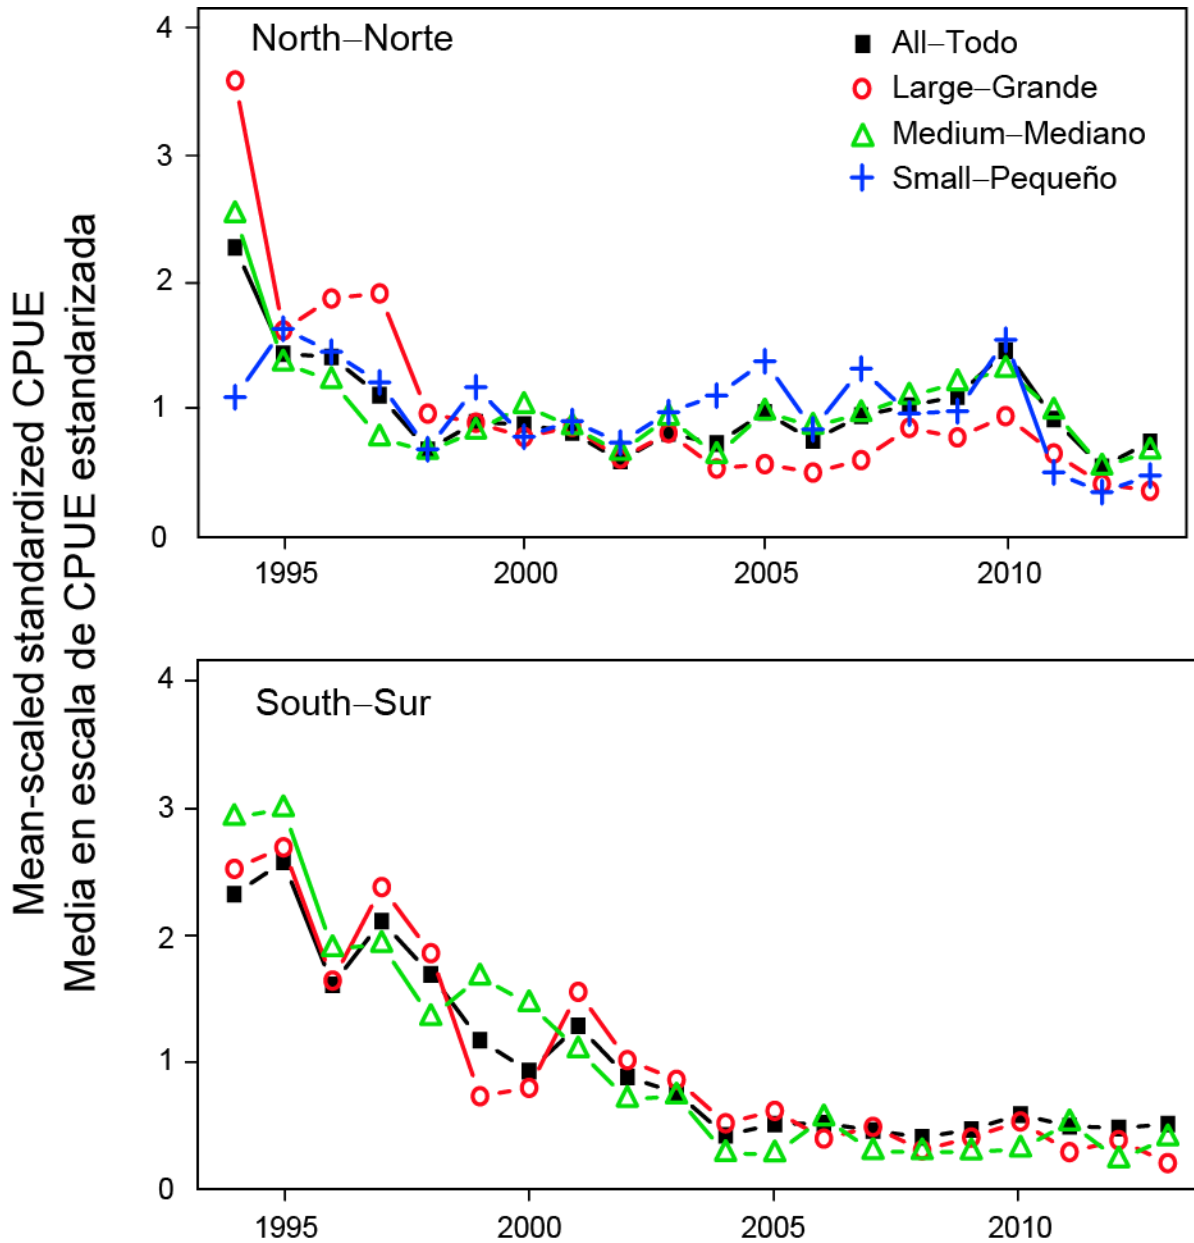 Mean-scaled standardized CPUE
Media en escala de CPUE estandarizada
North–Norte
All–Todo
Large–Grande
Medium–Mediano
Small–Pequeño
4
3
2
1
0
1995
2000
2005
2010
South–Sur
4
3
2
1
0
1995
2000
2005
2010